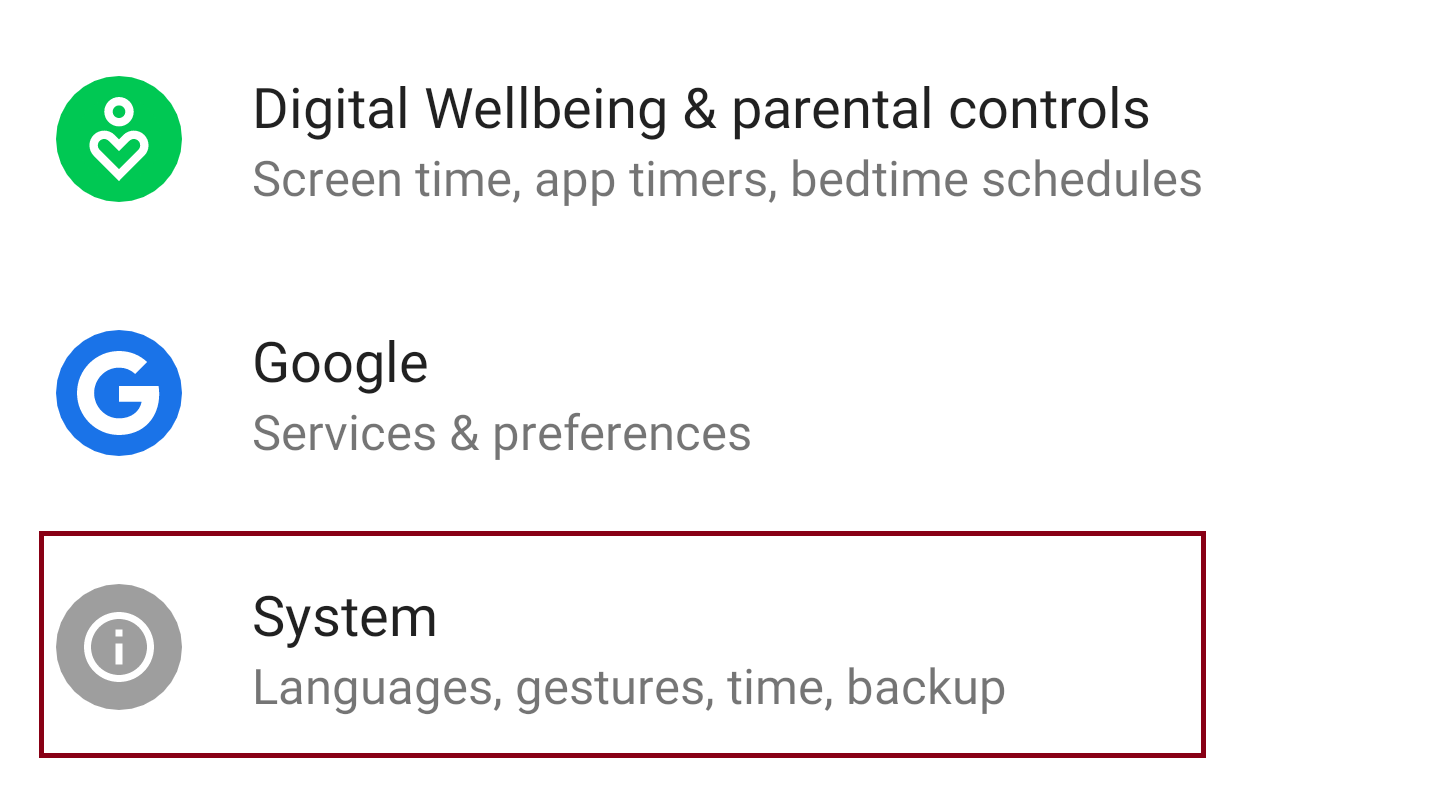 Digital Wellbeing & parental controls
Screen time, app timers, bedtime schedules
Google
Services & preferences
System
Languages, gestures, time, backup